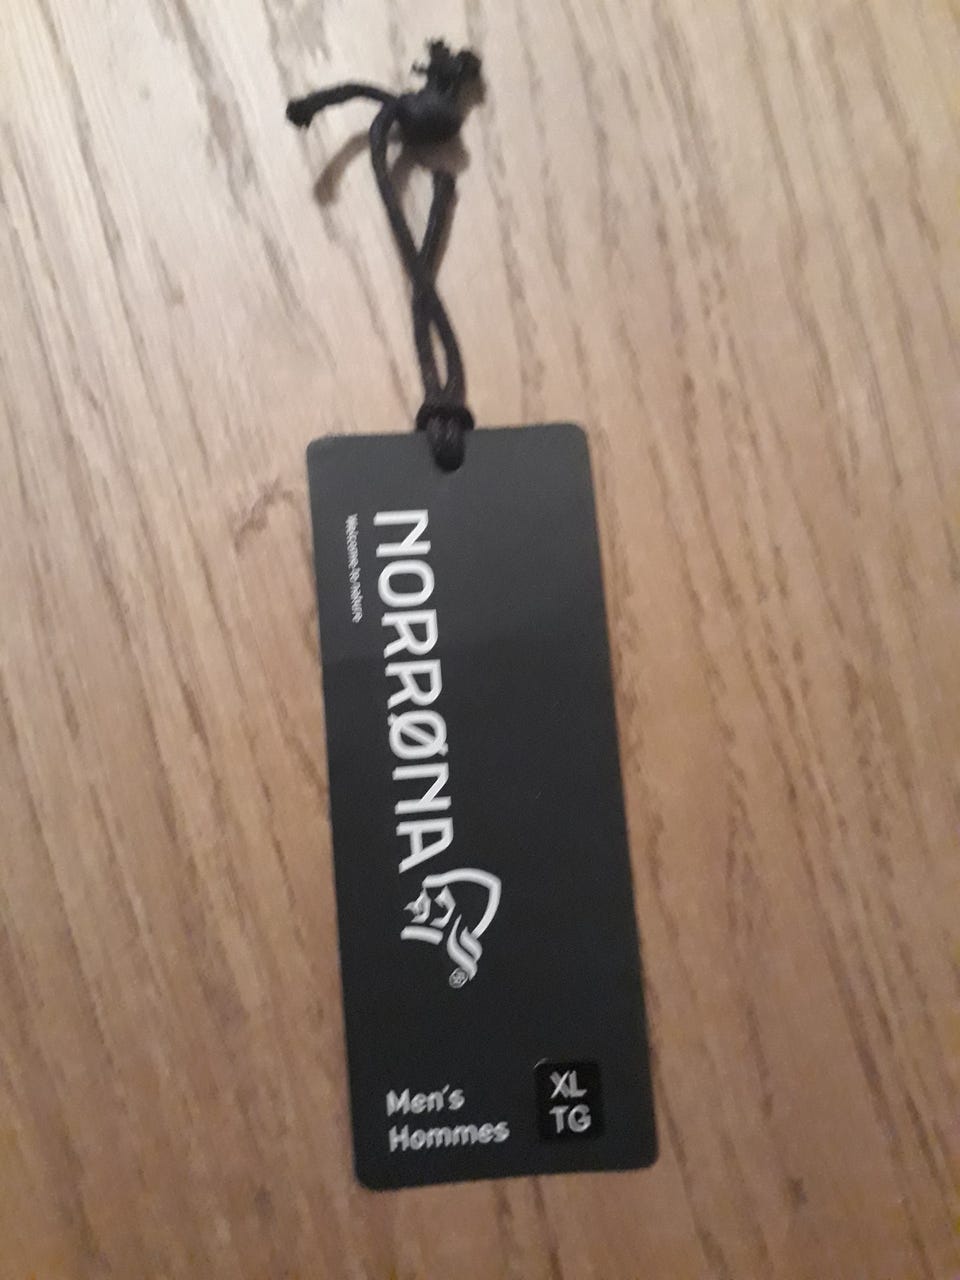 NORRØNA
Welcome to nature
®
Men's
Hommes
XL
TG